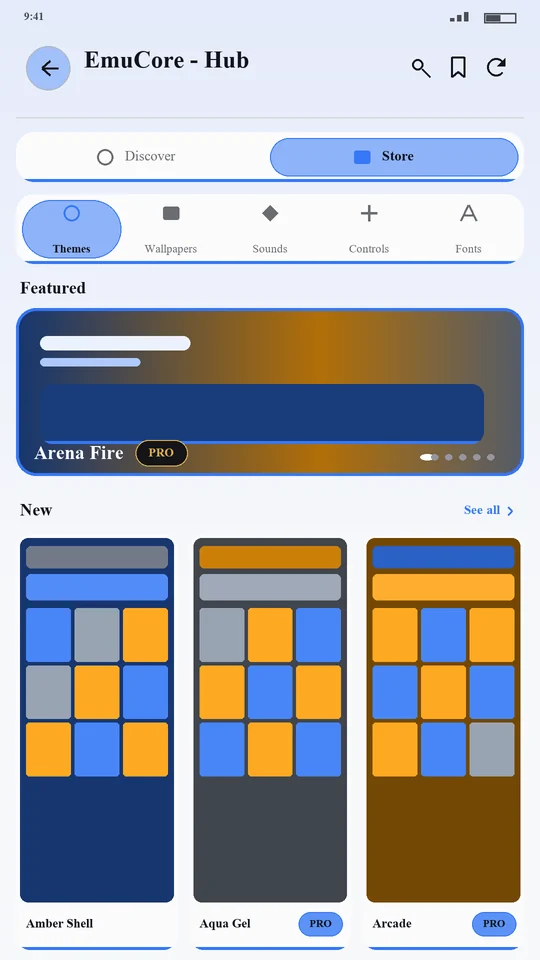 9:41
EmuCore - Hub
Discover
Store
Themes
Wallpapers
Sounds
Controls
Fonts
Featured
Arena Fire
PRO
New
See all
Amber Shell
Aqua Gel
PRO
Arcade
PRO